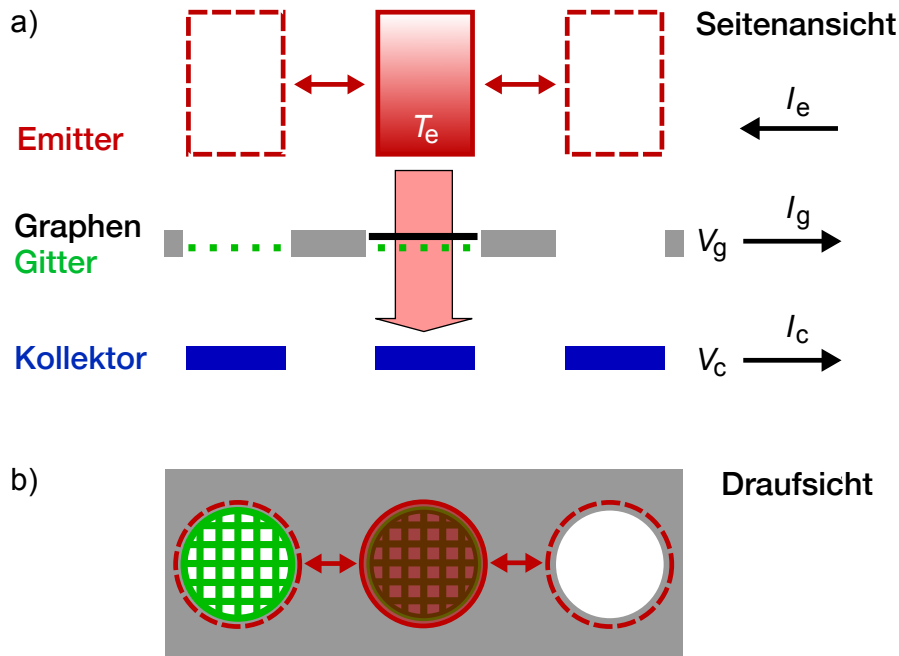 a)
Seitenansicht
Emitter
Te
Ie
Graphen
Gitter
Vg
Ig
Kollektor
Vc
Ic
b)
Draufsicht